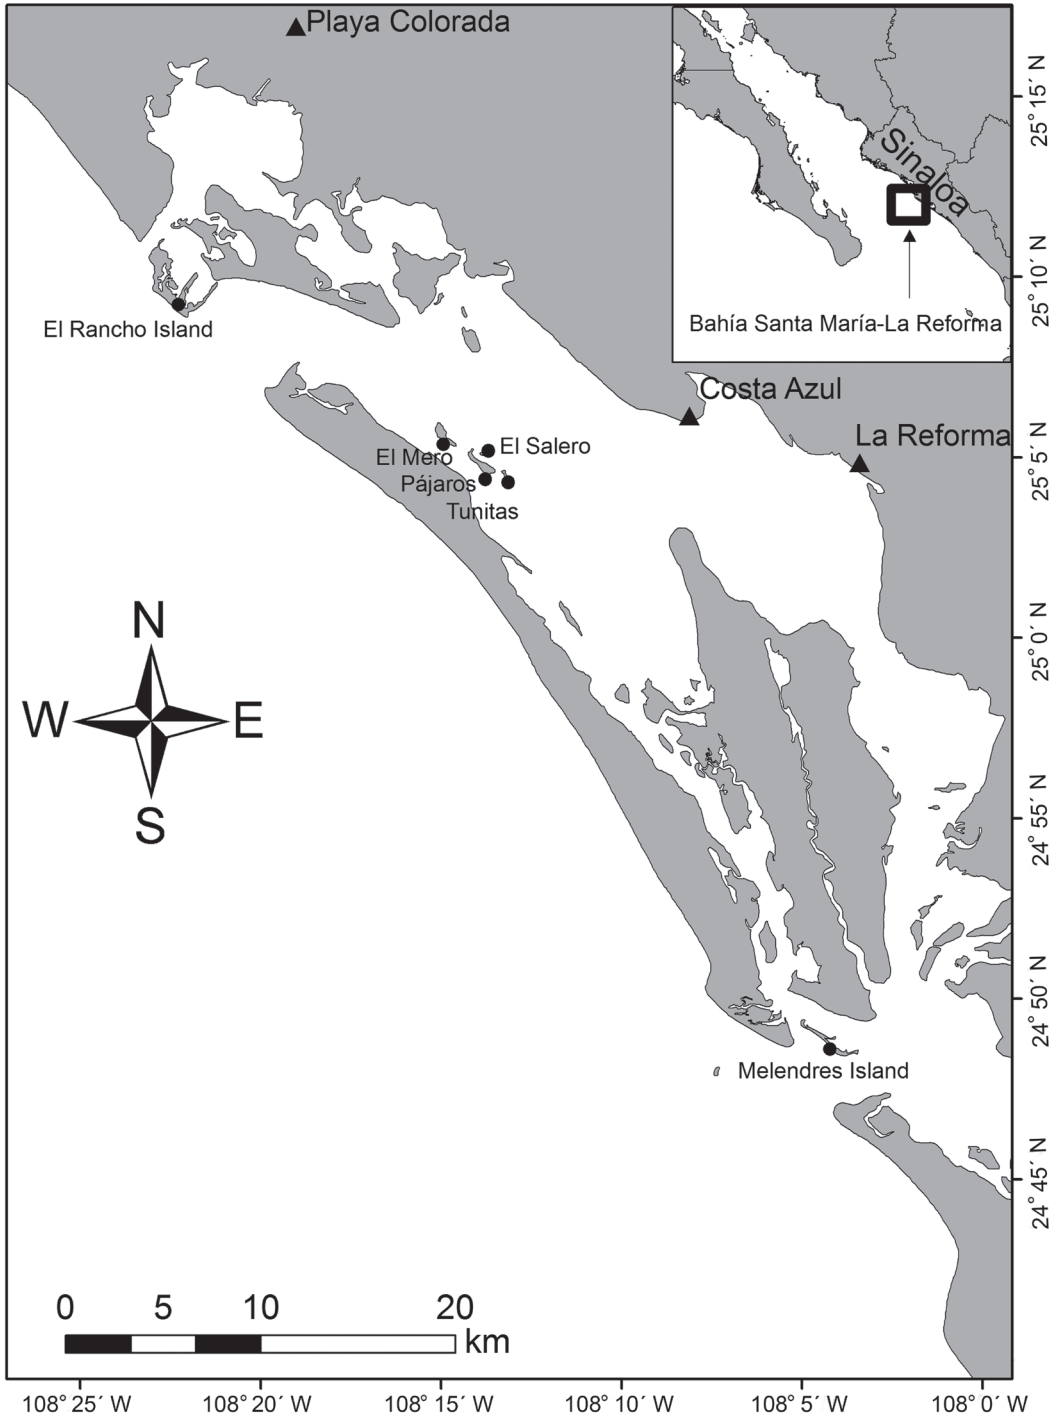 Playa Colorada
Sinaloa
Bahía Santa María-La Reforma
El Rancho Island
Costa Azul
La Reforma
El Salero
El Mero
Pájaros
Tunitas
N
W E
S
Melendres Island
0 5 10 20
km
25° 15´ N
25° 10´ N
25° 5´ N
25° 0´ N
24° 55´ N
24° 50´ N
24° 45´ N
108° 25´ W 108° 20´ W 108° 15´ W 108° 10´ W 108° 5´ W 108° 0´ W